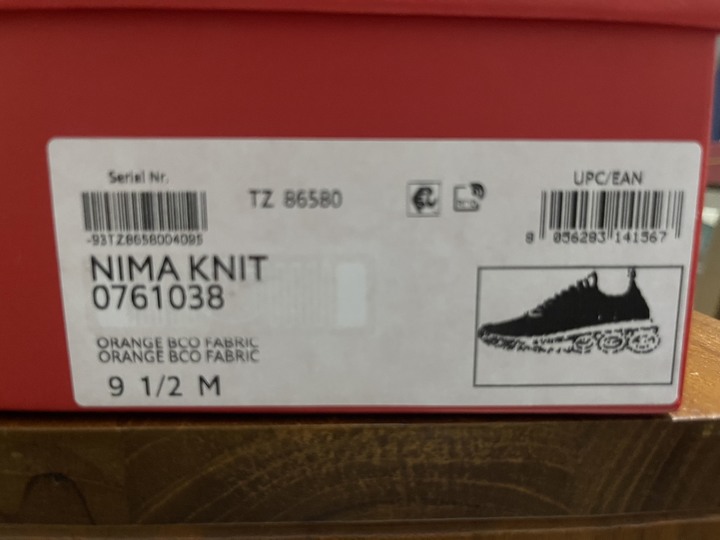 Serial Nr.
-93TZ8658004095
TZ 86580
UPC/EAN
8 056283 141567
NIMA KNIT
0761038
ORANGE BCO FABRIC
ORANGE BCO FABRIC
9 1/2 M